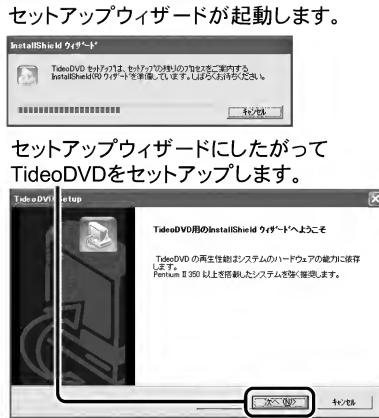 セットアップウィザードが起動します。
InstallShield ウィザード
TideoDVD セットアップは、セットアップの残りのプロセスをご案内する
InstallShield(R) ウィザードを準備しています。しばらくお待ちください。
キャンセル
セットアップウィザードにしたがって
TideoDVDをセットアップします。
TideoDVD Setup
TideoDVD用のInstallShield ウィザードへようこそ
TideoDVD の再生性能はシステムのハードウェアの能力に依存
します。
Pentium II 350 以上を搭載したシステムを強く推奨します。
次へ(N)>
キャンセル